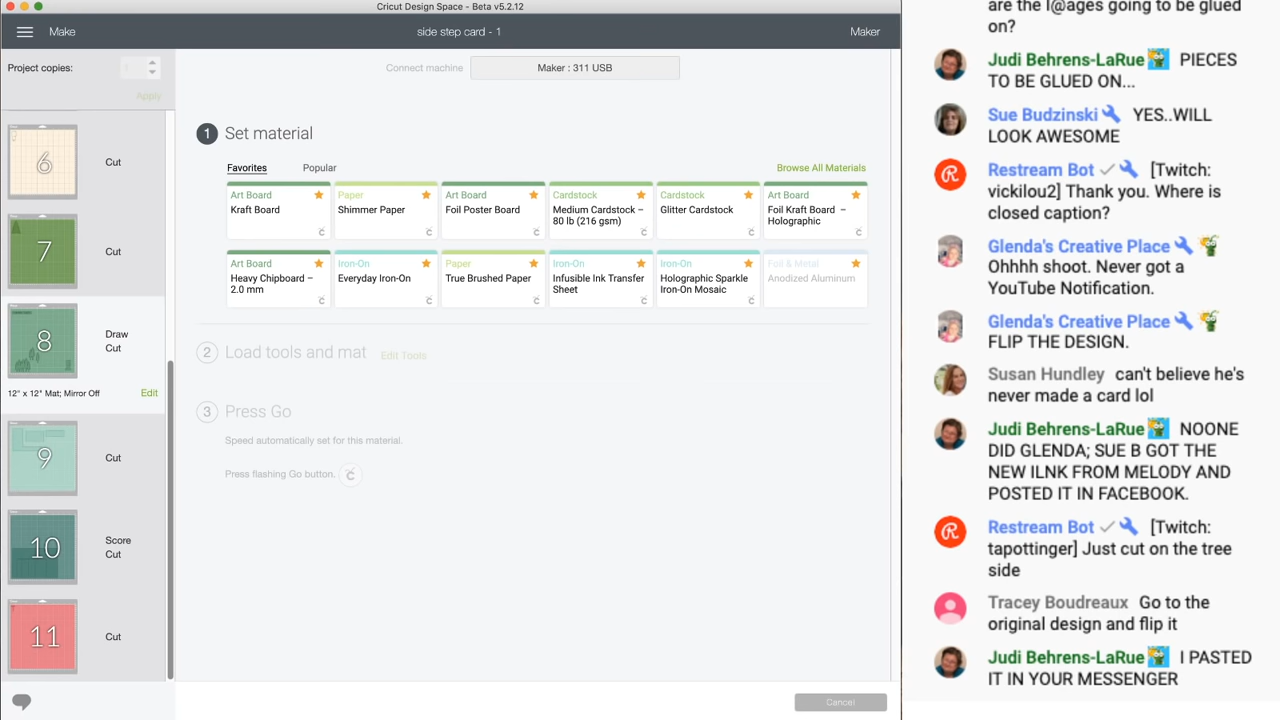 Cricut Design Space - Beta v5.2.12
Make
side step card - 1
Maker
Project copies:
Apply
6
Cut
7
Cut
8
Draw
Cut
12" x 12" Mat; Mirror Off
Edit
9
Cut
10
Score
Cut
11
Cut
Connect machine
Maker : 311 USB
1 Set material
Favorites
Popular
Browse All Materials
Art Board
Kraft Board
Paper
Shimmer Paper
Art Board
Foil Poster Board
Cardstock
Medium Cardstock –
80 lb (216 gsm)
Cardstock
Glitter Cardstock
Art Board
Foil Kraft Board –
Holographic
Art Board
Heavy Chipboard –
2.0 mm
Iron-On
Everyday Iron-On
Paper
True Brushed Paper
Iron-On
Infusible Ink Transfer
Sheet
Iron-On
Holographic Sparkle
Iron-On Mosaic
Foil & Metal
Anodized Aluminum
2 Load tools and mat
Edit Tools
3 Press Go
Speed automatically set for this material.
Press flashing Go button.
Cancel
are the l@ages going to be glued
on?
Judi Behrens-LaRue PIECES
TO BE GLUED ON...
Sue Budzinski YES..WILL
LOOK AWESOME
Restream Bot [Twitch:
vickilou2] Thank you. Where is
closed caption?
Glenda's Creative Place
Ohhhh shoot. Never got a
YouTube Notification.
Glenda's Creative Place
FLIP THE DESIGN.
Susan Hundley can't believe he's
never made a card lol
Judi Behrens-LaRue NOONE
DID GLENDA; SUE B GOT THE
NEW ILNK FROM MELODY AND
POSTED IT IN FACEBOOK.
Restream Bot [Twitch:
tapottinger] Just cut on the tree
side
Tracey Boudreaux Go to the
original design and flip it
Judi Behrens-LaRue I PASTED
IT IN YOUR MESSENGER